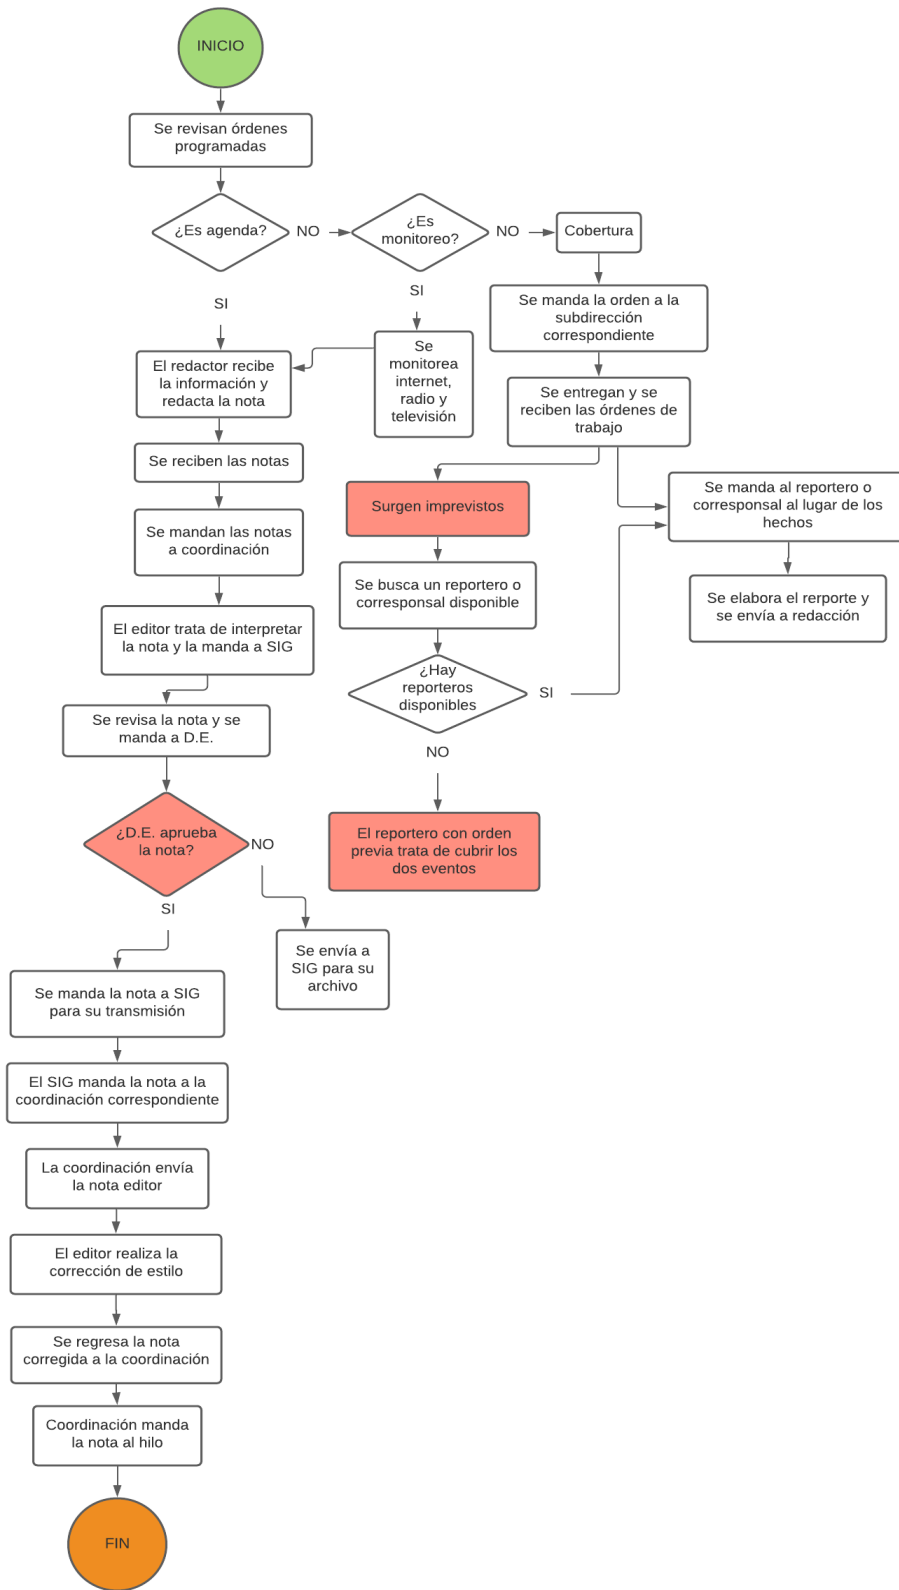 INICIO
Se revisan órdenes
programadas
¿Es agenda?
NO
¿Es
monitoreo?
NO
Cobertura
SI
SI
Se manda la orden a la
subdirección
correspondiente
El redactor recibe
la información y
redacta la nota
Se
monitorea
internet,
radio y
televisión
Se entregan y se
reciben las órdenes de
trabajo
Se reciben las notas
Surgen imprevistos
Se manda al reportero o
corresponsal al lugar de los
hechos
Se mandan las notas
a coordinación
Se busca un reportero o
corresponsal disponible
Se elabora el rerporte y
se envía a redacción
El editor trata de interpretar
la nota y la manda a SIG
¿Hay
reporteros
disponibles
SI
Se revisa la nota y se
manda a D.E.
NO
¿D.E. aprueba
la nota?
NO
El reportero con orden
previa trata de cubrir los
dos eventos
SI
Se envía a
SIG para su
archivo
Se manda la nota a SIG
para su transmisión
El SIG manda la nota a la
coordinación correspondiente
La coordinación envía
la nota editor
El editor realiza la
corrección de estilo
Se regresa la nota
corregida a la coordinación
Coordinación manda
la nota al hilo
FIN